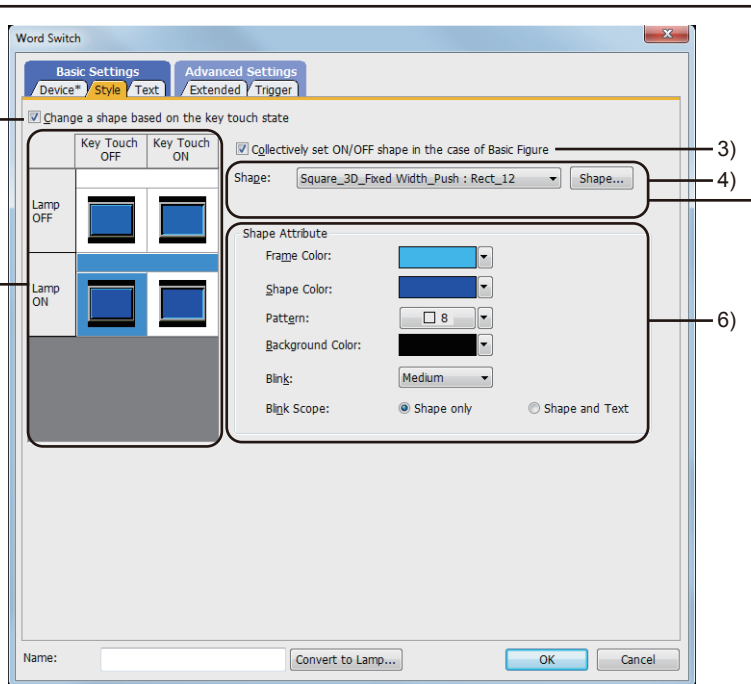 Word Switch
Basic Settings
Advanced Settings
Device*
Style
Text
Extended
Trigger
Change a shape based on the key touch state
Key Touch OFF
Key Touch ON
Lamp OFF
Lamp ON
Collectively set ON/OFF shape in the case of Basic Figure
3)
Shape:
Square_3D_Fixed Width_Push : Rect_12
Shape...
4)
Shape Attribute
Frame Color:
Shape Color:
Pattern:
8
Background Color:
Blink:
Medium
Blink Scope:
Shape only
Shape and Text
6)
Name:
Convert to Lamp...
OK
Cancel